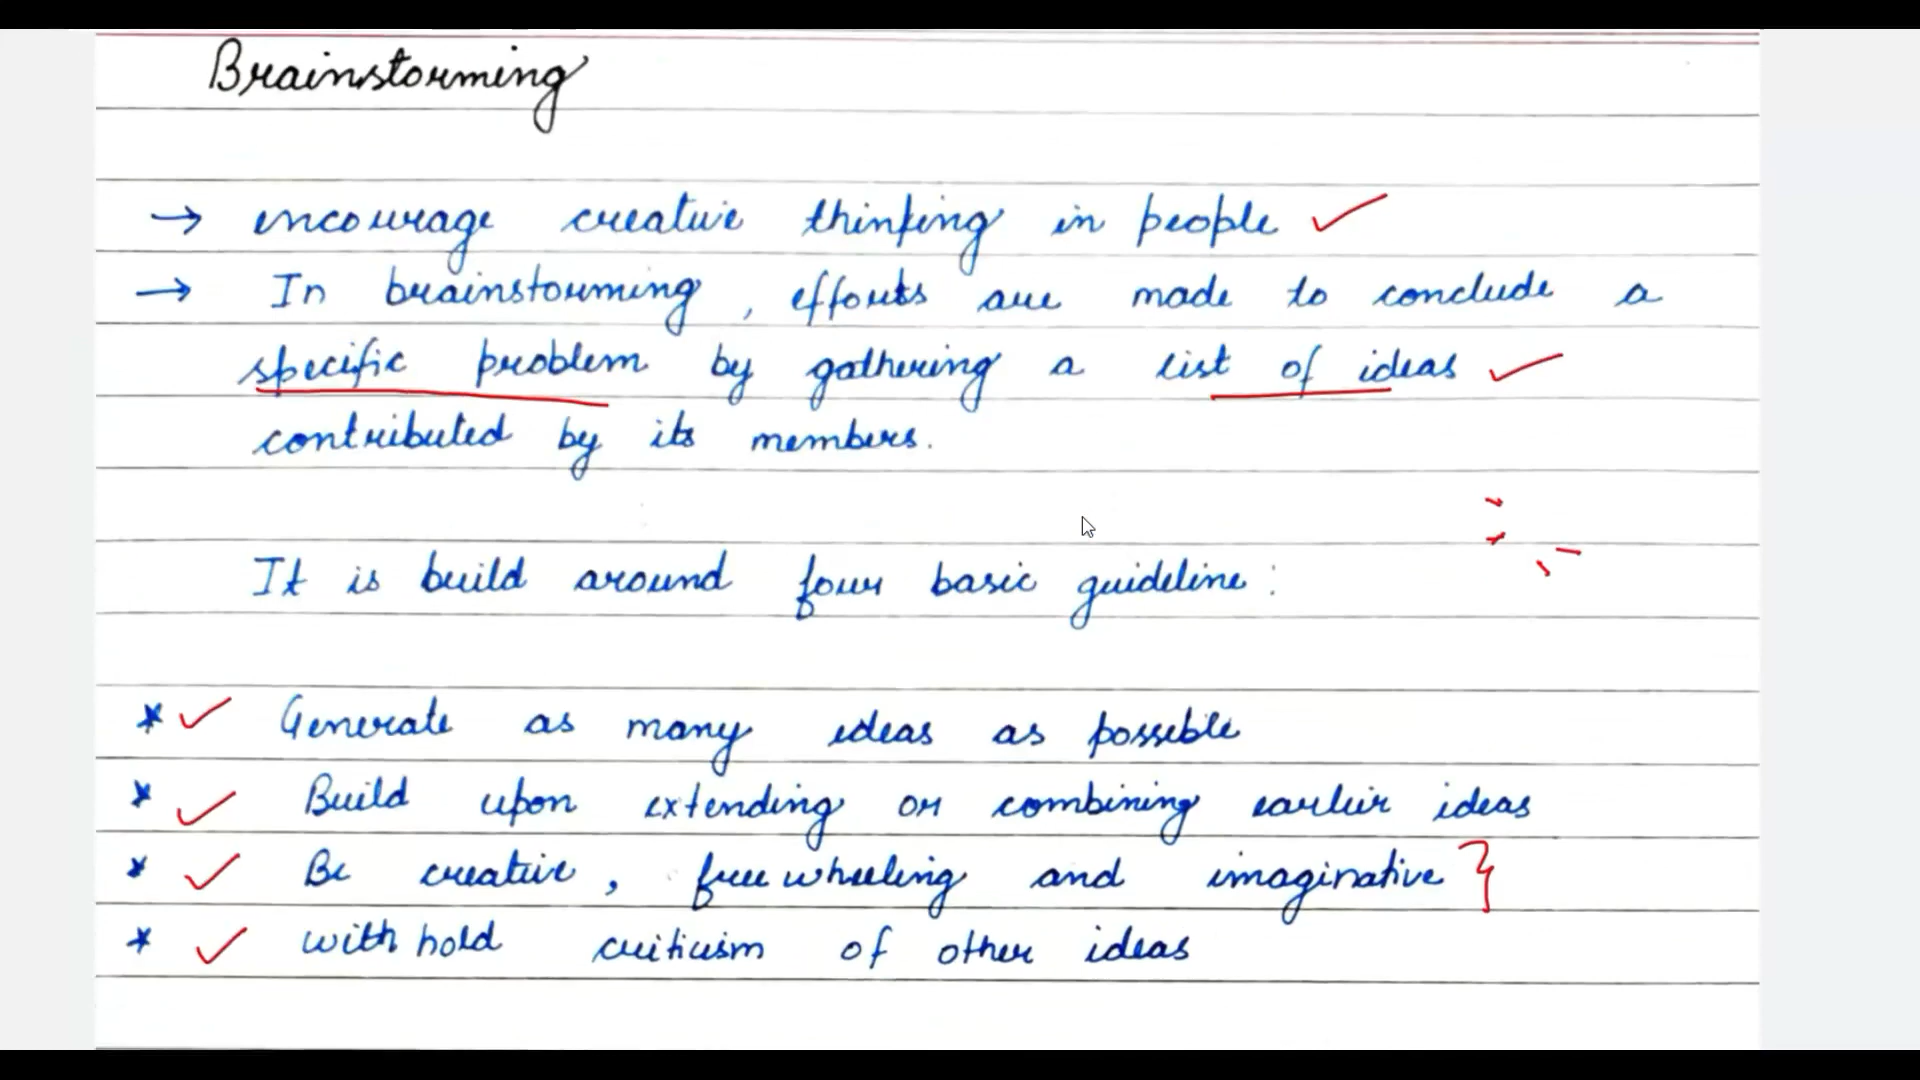 Brainstorming
→ encourage creative thinking in people ✓
→ In brainstorming, efforts are made to conclude a
specific problem by gathering a list of ideas ✓
contributed by its members.
It is build around four basic guideline :
* ✓ Generate as many ideas as possible
* ✓ Build upon extending or combining earlier ideas
* ✓ Be creative, free wheeling and imaginative }
* ✓ with hold criticism of other ideas